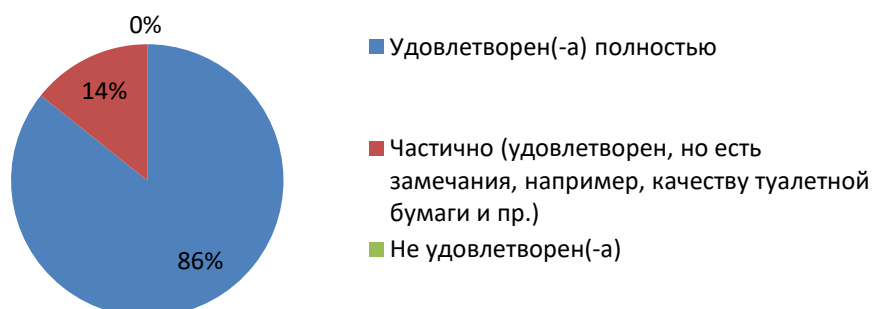 0%
14%
86%
Удовлетворен(-а) полностью
Частично (удовлетворен, но есть
замечания, например, качеству туалетной
бумаги и пр.)
Не удовлетворен(-а)